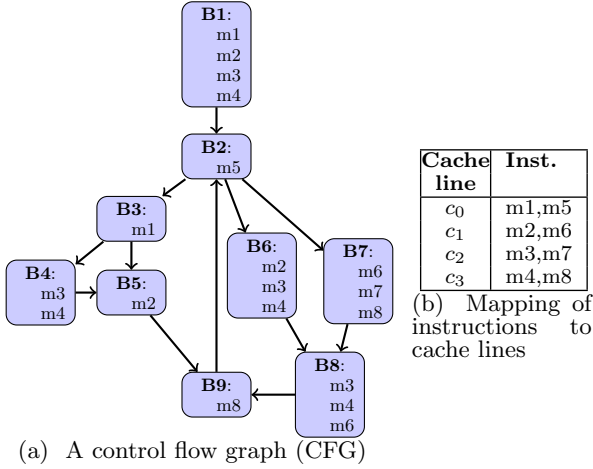 B1:
m1
m2
m3
m4
B2:
m5
B3:
m1
B4:
m3
m4
B5:
m2
B6:
m2
m3
m4
B7:
m6
m7
m8
B8:
m3
m4
m6
B9:
m8
(a) A control flow graph (CFG)
Cache Inst.
line
c0 m1,m5
c1 m2,m6
c2 m3,m7
c3 m4,m8
(b) Mapping of
instructions to
cache lines